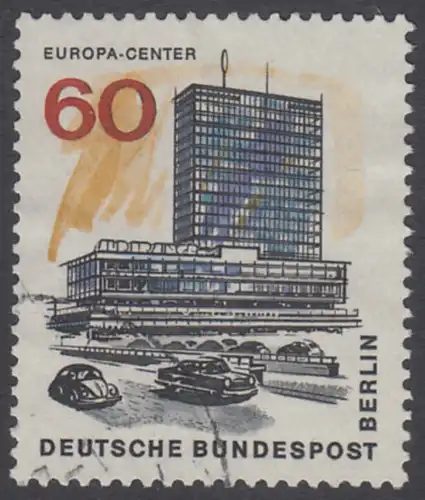 EUROPA-CENTER
60
DEUTSCHE BUNDESPOST
BERLIN